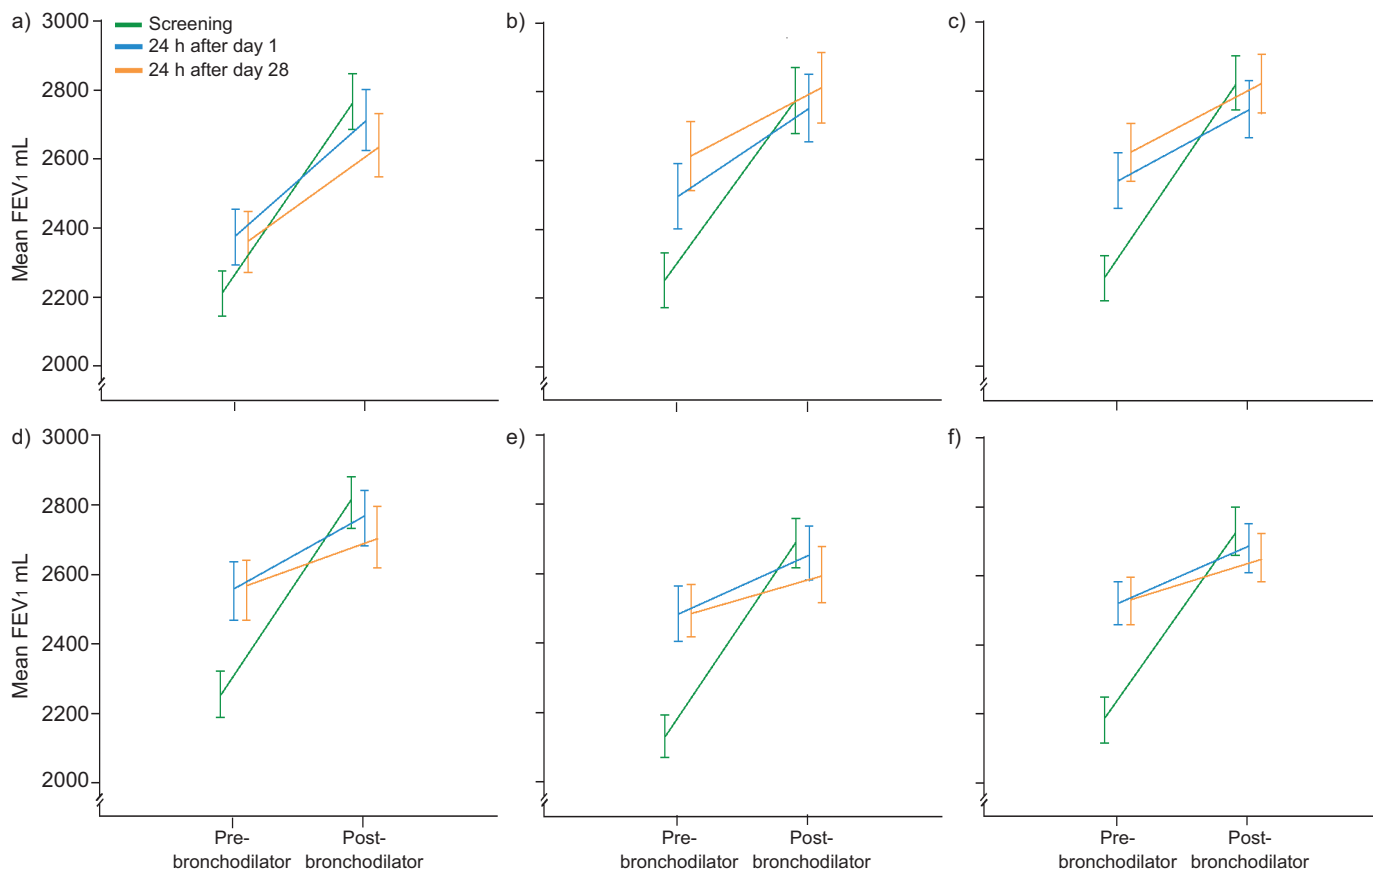 a)
3000
Screening
24 h after day 1
24 h after day 28
b)
c)
2800
2600
2400
2200
2000
Mean FEV1 mL
d)
3000
e)
f)
2800
2600
2400
2200
2000
Mean FEV1 mL
Pre-
bronchodilator
Post-
bronchodilator
Pre-
bronchodilator
Post-
bronchodilator
Pre-
bronchodilator
Post-
bronchodilator